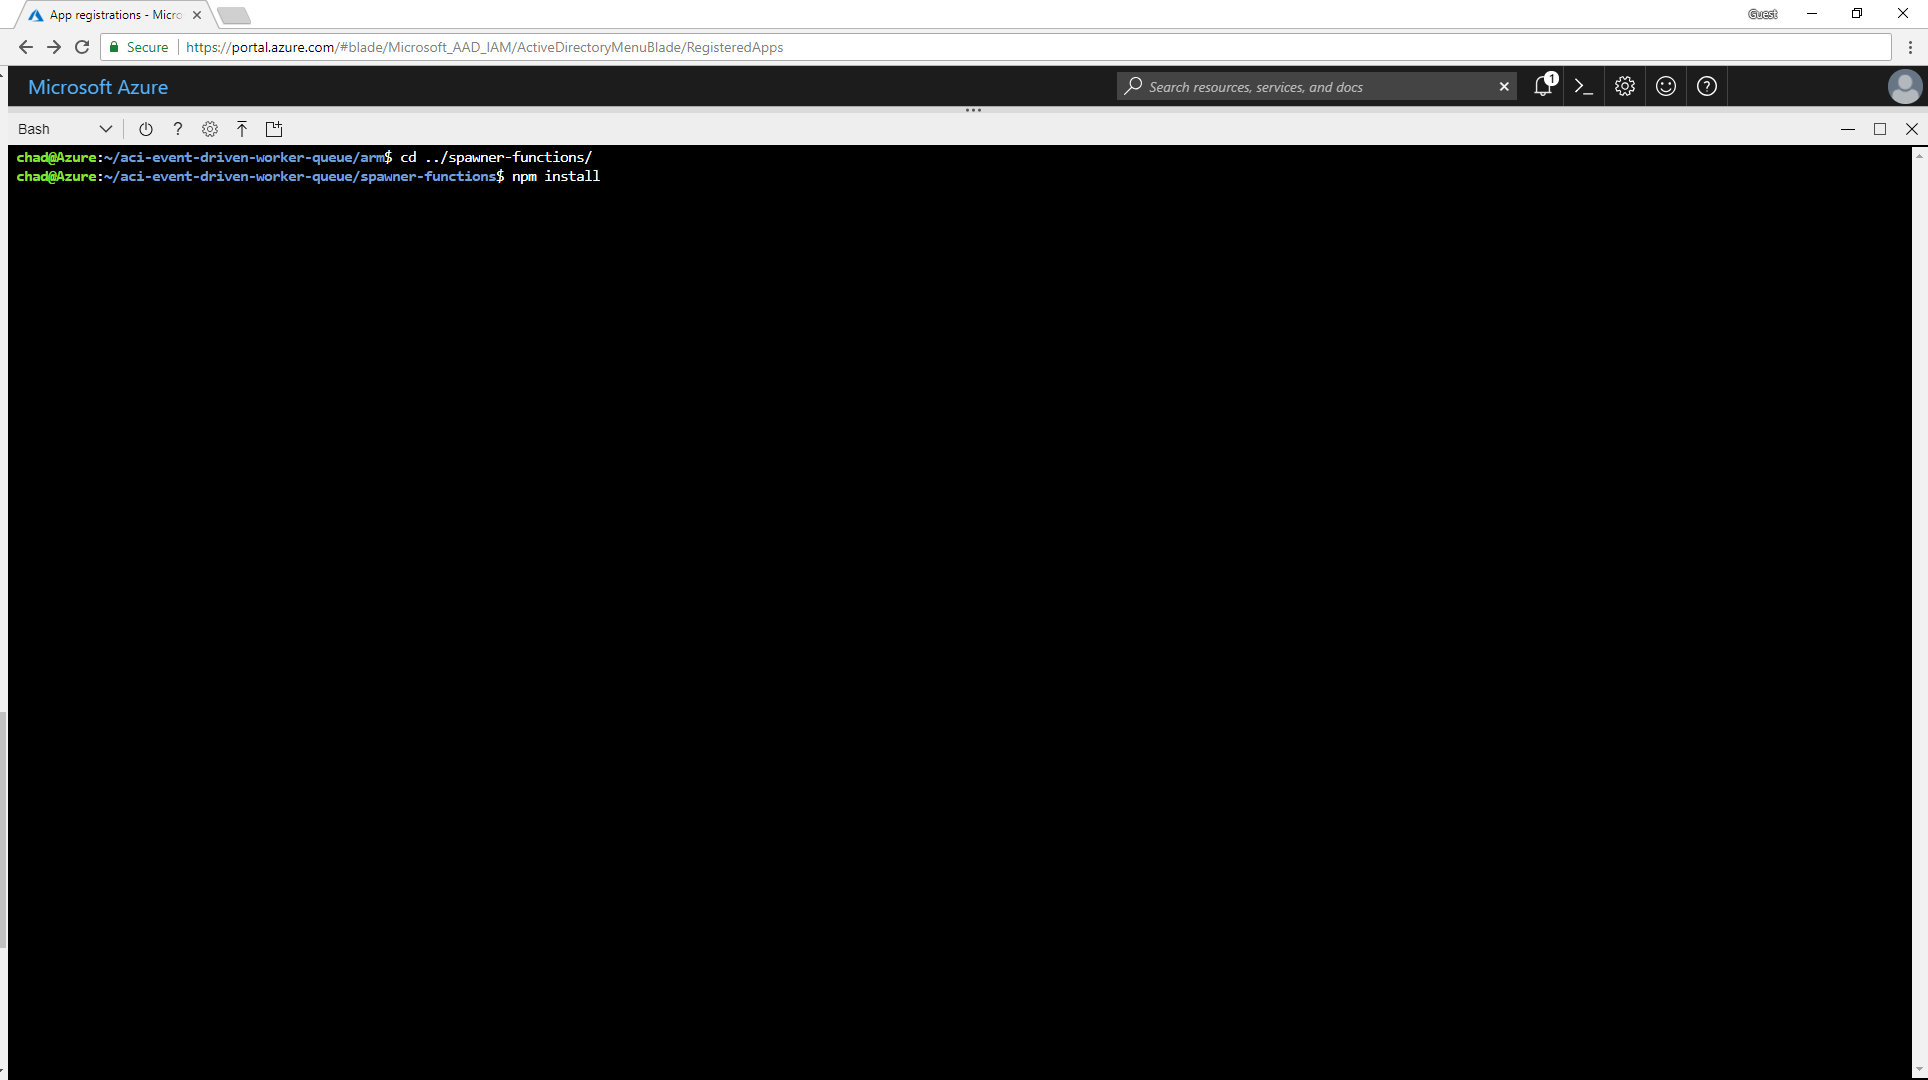 App registrations - Micro
Guest
Secure
https://portal.azure.com/#blade/Microsoft_AAD_IAM/ActiveDirectoryMenuBlade/RegisteredApps
Microsoft Azure
Search resources, services, and docs
1
Bash
chad@Azure:~/aci-event-driven-worker-queue/arm$ cd ../spawner-functions/
chad@Azure:~/aci-event-driven-worker-queue/spawner-functions$ npm install